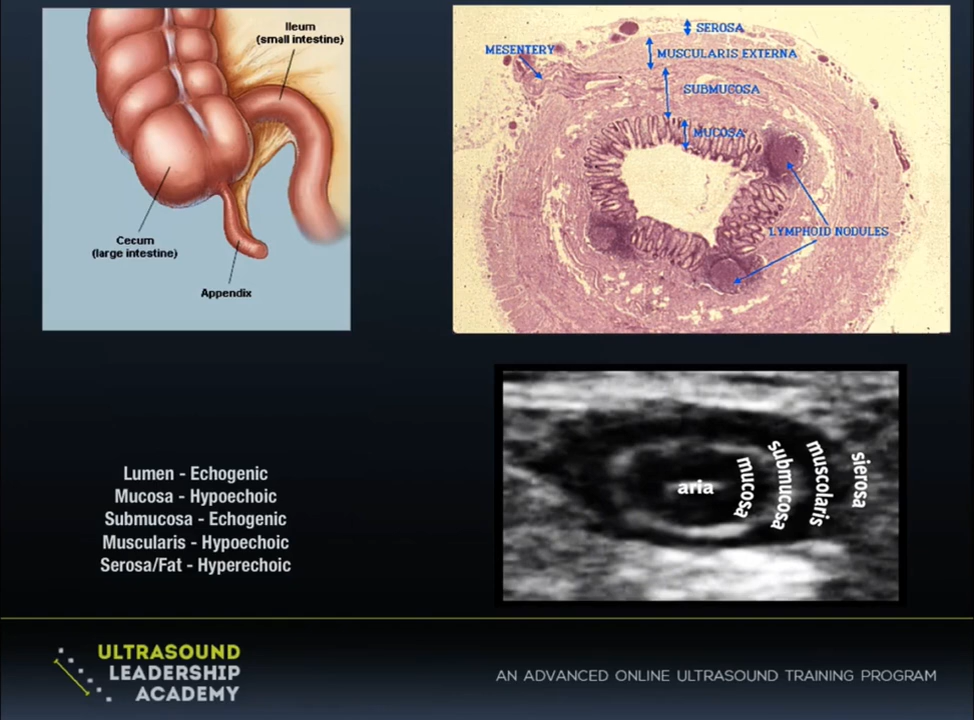 Ileum
(small intestine)
Cecum
(large intestine)
Appendix
SEROSA
MESENTERY
MUSCULARIS EXTERNA
SUBMUCOSA
MUCOSA
LYMPHOID NODULES
aria
mucosa
submucosa
muscolaris
sierosa
Lumen - Echogenic
Mucosa - Hypoechoic
Submucosa - Echogenic
Muscularis - Hypoechoic
Serosa/Fat - Hyperechoic
ULTRASOUND
LEADERSHIP
ACADEMY
AN ADVANCED ONLINE ULTRASOUND TRAINING PROGRAM